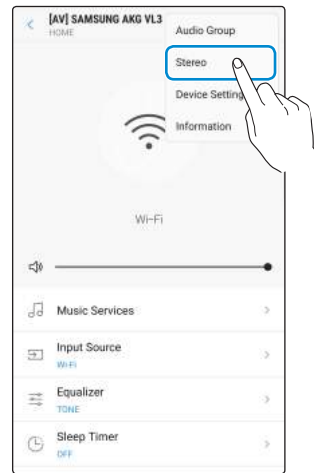 [AV] SAMSUNG AKG VL3
HOME
Audio Group
Stereo
Device Setting
Information
Wi-Fi
Music Services
Input Source
Wi-Fi
Equalizer
TONE
Sleep Timer
OFF